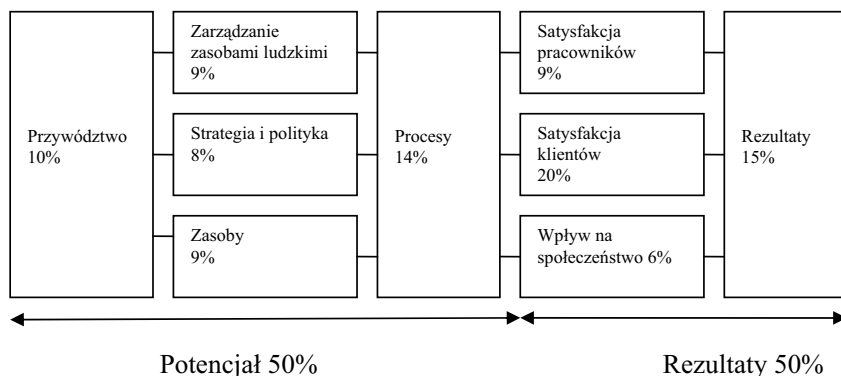 Przywództwo
10%
Zarządzanie
zasobami ludzkimi
9%
Strategia i polityka
8%
Zasoby
9%
Procesy
14%
Satysfakcja
pracowników
9%
Satysfakcja
klientów
20%
Wpływ na
społeczeństwo 6%
Rezultaty
15%
Potencjał 50%
Rezultaty 50%